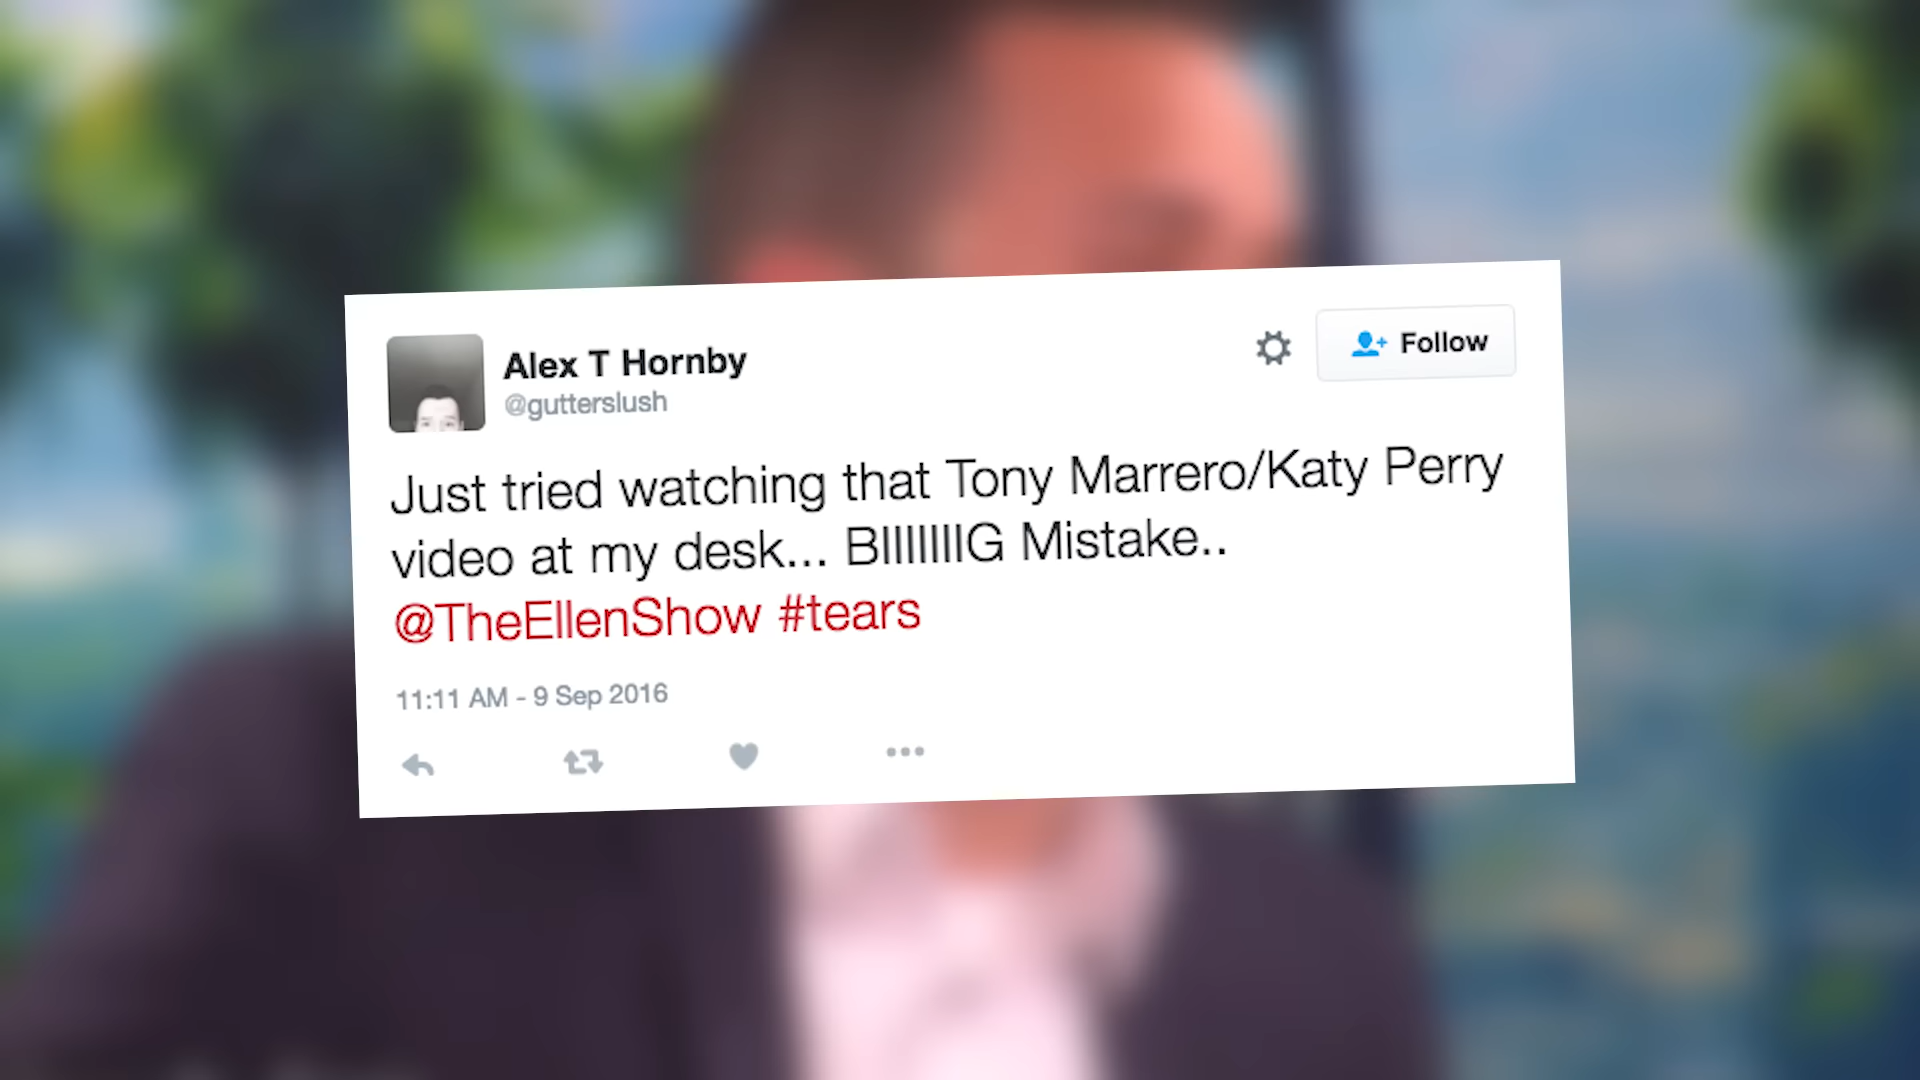 Alex T Hornby
@gutterslush
Follow
Just tried watching that Tony Marrero/Katy Perry
video at my desk... BIIIIIIIG Mistake..
@TheEllenShow #tears
11:11 AM - 9 Sep 2016